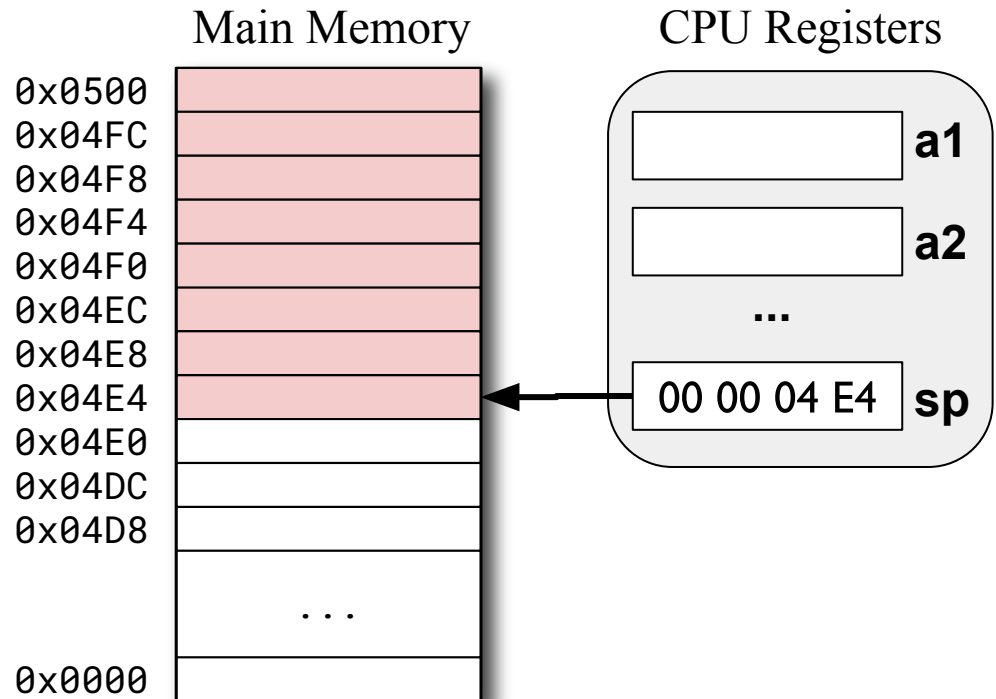 Main Memory
0x0500
0x04FC
0x04F8
0x04F4
0x04F0
0x04EC
0x04E8
0x04E4
0x04E0
0x04DC
0x04D8
...
0x0000
CPU Registers
a1
a2
...
00 00 04 E4 sp